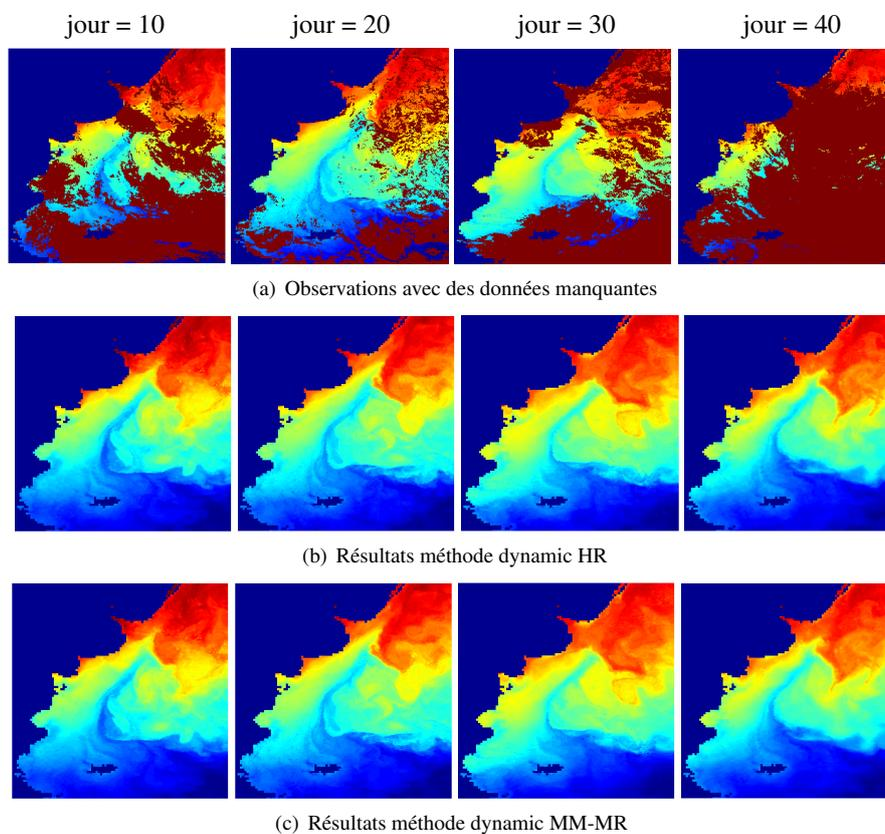 jour = 10 jour = 20 jour = 30 jour = 40
(a) Observations avec des données manquantes
(b) Résultats méthode dynamic HR
(c) Résultats méthode dynamic MM-MR